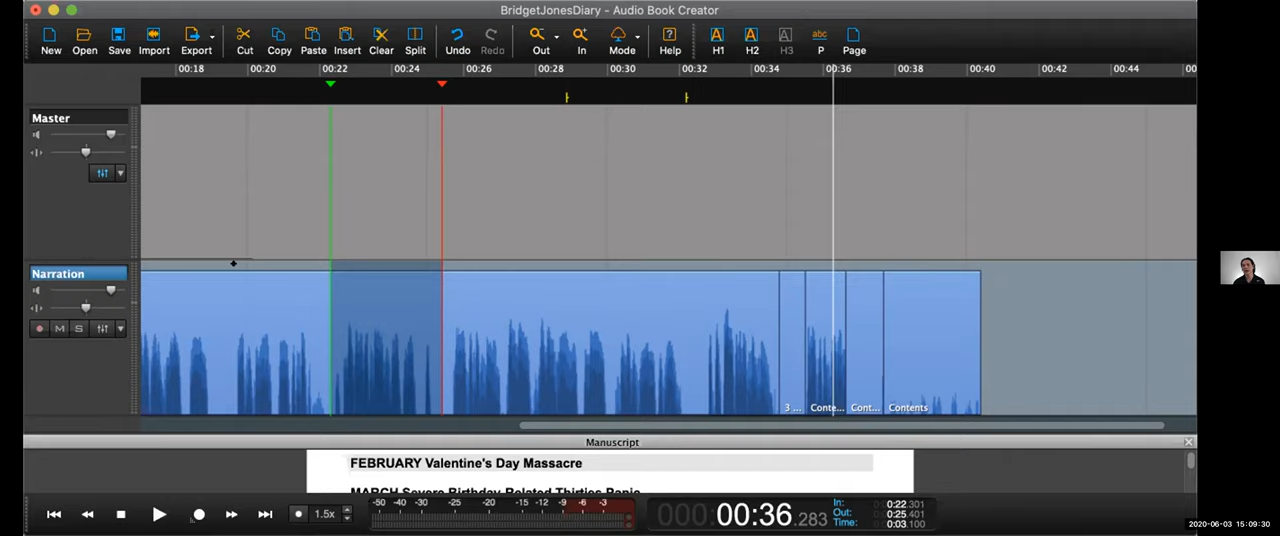 BridgetJonesDiary - Audio Book Creator
New Open Save Import Export Cut Copy Paste Insert Clear Split Undo Redo Out In Mode Help H1 H2 H3 P Page
abc
00:18 00:20 00:22 00:24 00:26 00:28 00:30 00:32 00:34 00:36 00:38 00:40 00:42 00:44 00
Master
Narration
M S
3 ... Conte... Cont... Contents
Manuscript
FEBRUARY Valentine's Day Massacre
MARCH Severe Birthday-Related Thirties Panic
1.5x
-50 -40 -30 -25 -20 -15 -12 -9 -6 -3
000:00:36.283
In: 0:22.301
Out: 0:25.401
Time: 0:03.100
2020-06-03 15:09:30